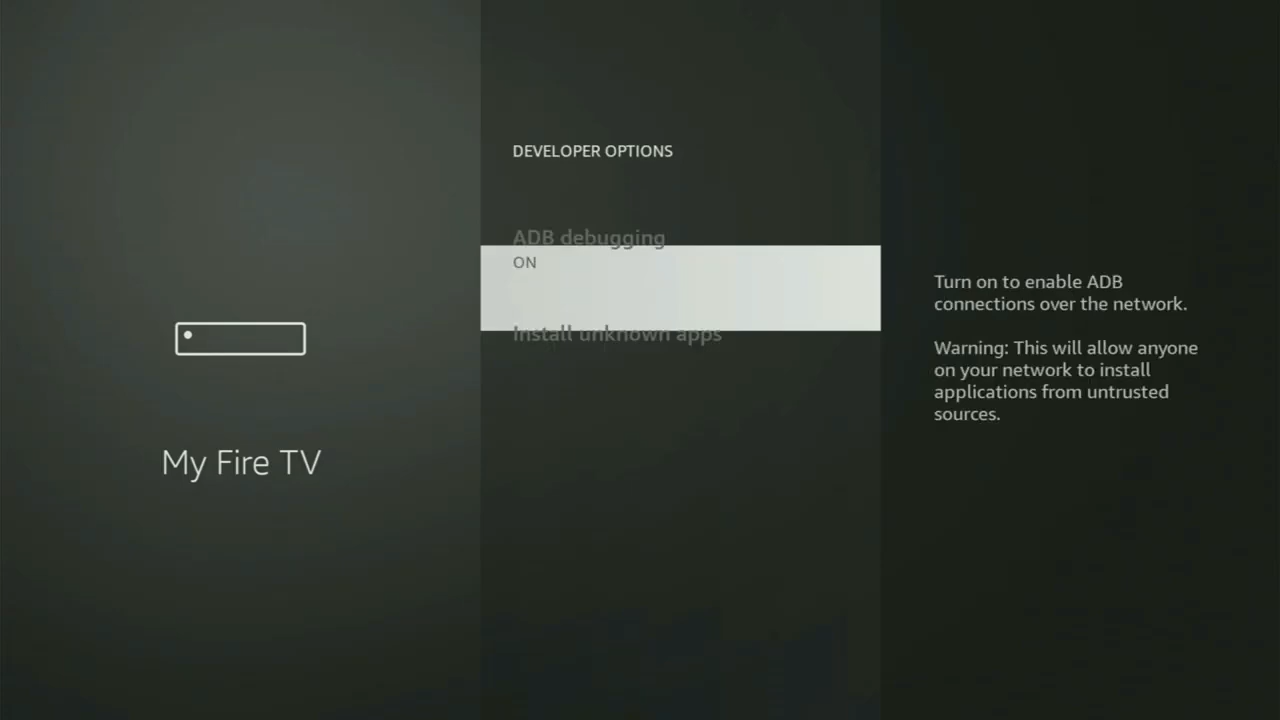 DEVELOPER OPTIONS
ADB debugging
ON
Install unknown apps
My Fire TV
Turn on to enable ADB
connections over the network.
Warning: This will allow anyone
on your network to install
applications from untrusted
sources.